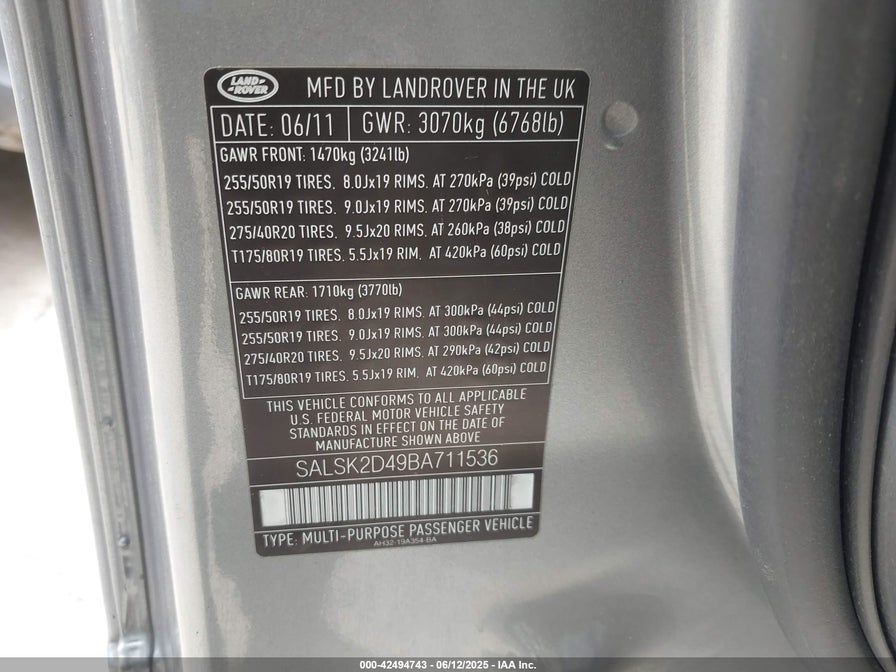 LAND-
-ROVER
MFD BY LANDROVER IN THE UK
DATE: 06/11 GWR: 3070kg (6768lb)
GAWR FRONT: 1470kg (3241lb)
255/50R19 TIRES, 8.0Jx19 RIMS, AT 270kPa (39psi) COLD
255/50R19 TIRES, 9.0Jx19 RIMS, AT 270kPa (39psi) COLD
275/40R20 TIRES, 9.5Jx20 RIMS, AT 260kPa (38psi) COLD
T175/80R19 TIRES, 5.5Jx19 RIM, AT 420kPa (60psi) COLD
GAWR REAR: 1710kg (3770lb)
255/50R19 TIRES, 8.0Jx19 RIMS, AT 300kPa (44psi) COLD
255/50R19 TIRES, 9.0Jx19 RIMS, AT 300kPa (44psi) COLD
275/40R20 TIRES, 9.5Jx20 RIMS, AT 290kPa (42psi) COLD
T175/80R19 TIRES, 5.5Jx19 RIM, AT 420kPa (60psi) COLD
THIS VEHICLE CONFORMS TO ALL APPLICABLE
U.S. FEDERAL MOTOR VEHICLE SAFETY
STANDARDS IN EFFECT ON THE DATE OF
MANUFACTURE SHOWN ABOVE
SALSK2D49BA711536
TYPE: MULTI-PURPOSE PASSENGER VEHICLE
AH32-19A354-BA
000-42494743 - 06/12/2025 - IAA Inc.